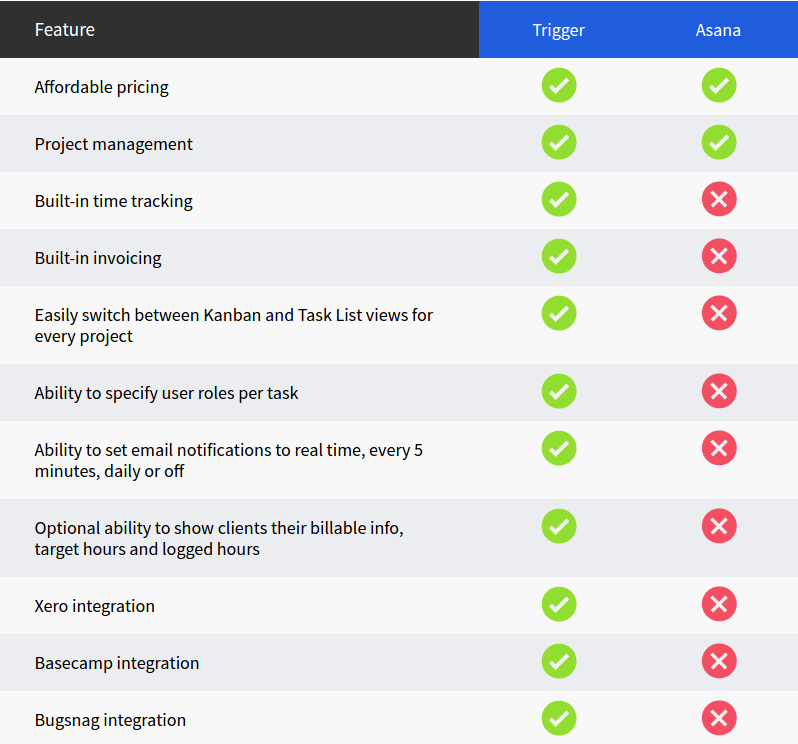 Feature Trigger Asana
Affordable pricing
Project management
Built-in time tracking
Built-in invoicing
Easily switch between Kanban and Task List views for
every project
Ability to specify user roles per task
Ability to set email notifications to real time, every 5
minutes, daily or off
Optional ability to show clients their billable info,
target hours and logged hours
Xero integration
Basecamp integration
Bugsnag integration